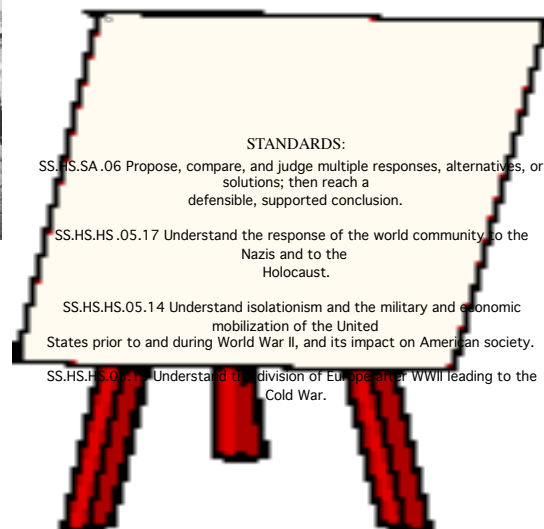 STANDARDS:
SS.HS.SA.06 Propose, compare, and judge multiple responses, alternatives, or
solutions; then reach a
defensible, supported conclusion.
SS.HS.HS.05.17 Understand the response of the world community to the
Nazis and to the
Holocaust.
SS.HS.HS.05.14 Understand isolationism and the military and economic
mobilization of the United
States prior to and during World War II, and its impact on American society.
Understand the division of Europe after WWII leading to the
Cold War.